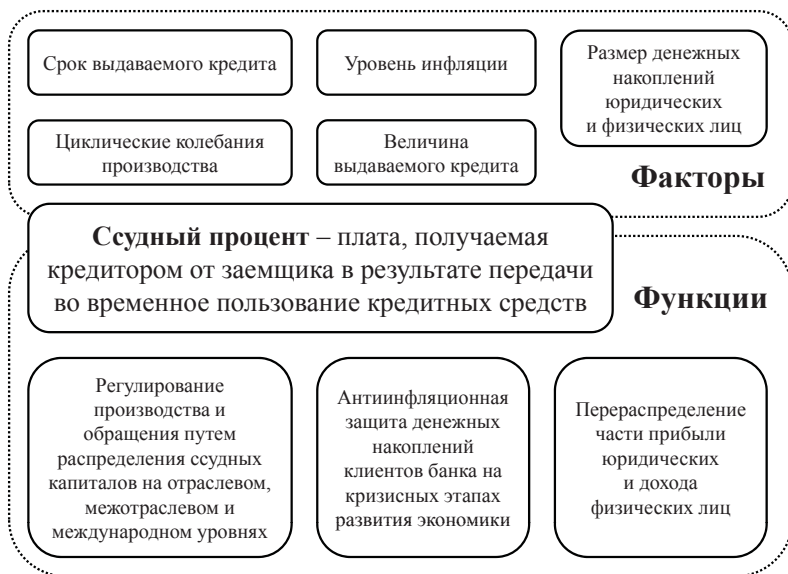 Срок выдаваемого кредита
Уровень инфляции
Размер денежных
накоплений
юридических
и физических лиц
Циклические колебания
производства
Величина
выдаваемого кредита
Факторы
Ссудный процент – плата, получаемая
кредитором от заемщика в результате передачи
во временное пользование кредитных средств
Функции
Регулирование
производства и
обращения путем
распределения ссудных
капиталов на отраслевом,
межотраслевом и
международном уровнях
Антиинфляционная
защита денежных
накоплений
клиентов банка на
кризисных этапах
развития экономики
Перераспределение
части прибыли
юридических
и дохода
физических лиц